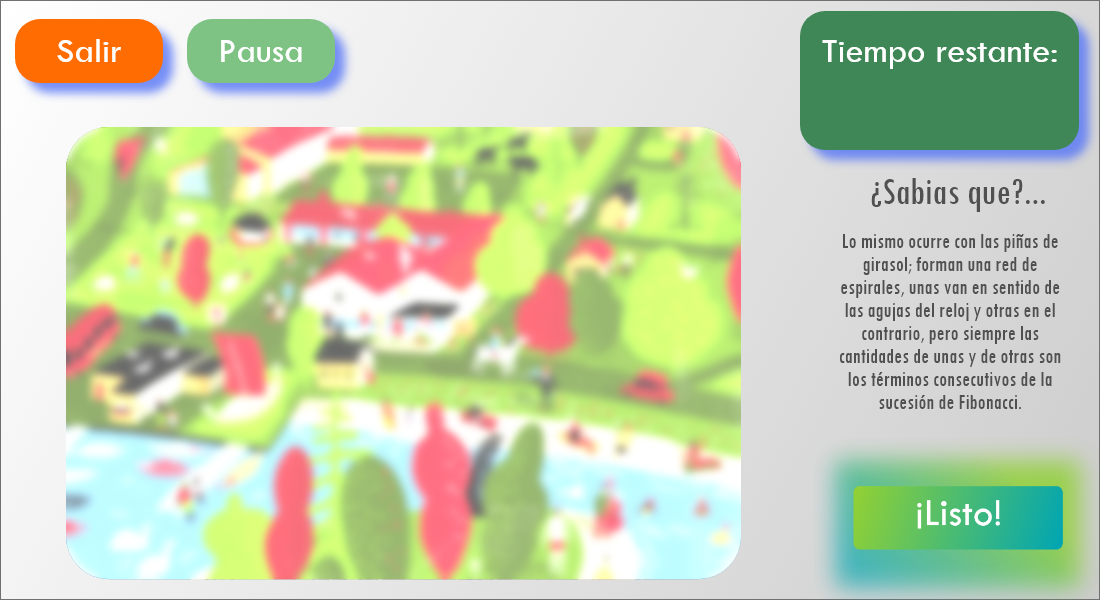 Salir
Pausa
Tiempo restante:
¿Sabias que?...
Lo mismo ocurre con las piñas de
girasol; forman una red de
espirales, unas van en sentido de
las agujas del reloj y otras en el
contrario, pero siempre las
cantidades de unas y de otras son
los términos consecutivos de la
sucesión de Fibonacci.
¡Listo!